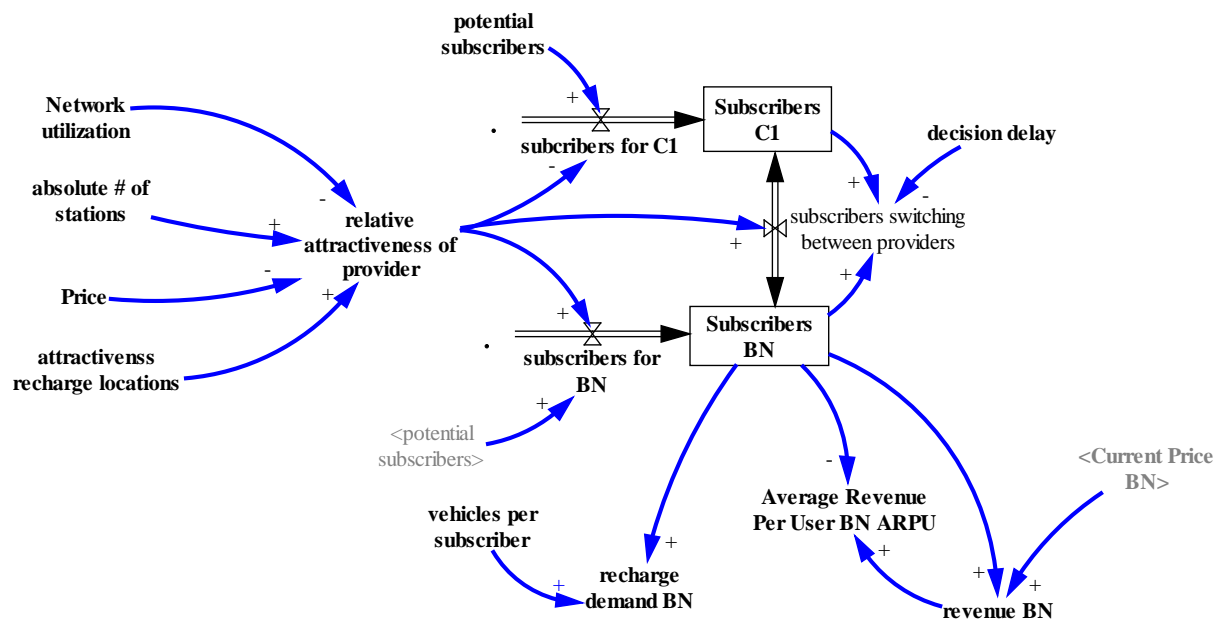 potential
subscribers
+
Network
utilization
Subscribers
C1
subcribers for C1
-
decision delay
+
-
absolute # of
stations
+
-
relative
attractiveness of
provider
+
subscribers switching
between providers
Price
-
+
+
+
attractivenss
recharge locations
Subscribers
BN
subscribers for
BN
+
<potential
subscribers>
-
<Current Price
BN>
Average Revenue
Per User BN ARPU
vehicles per
subscriber
+
+
+
+
+
recharge
demand BN
revenue BN